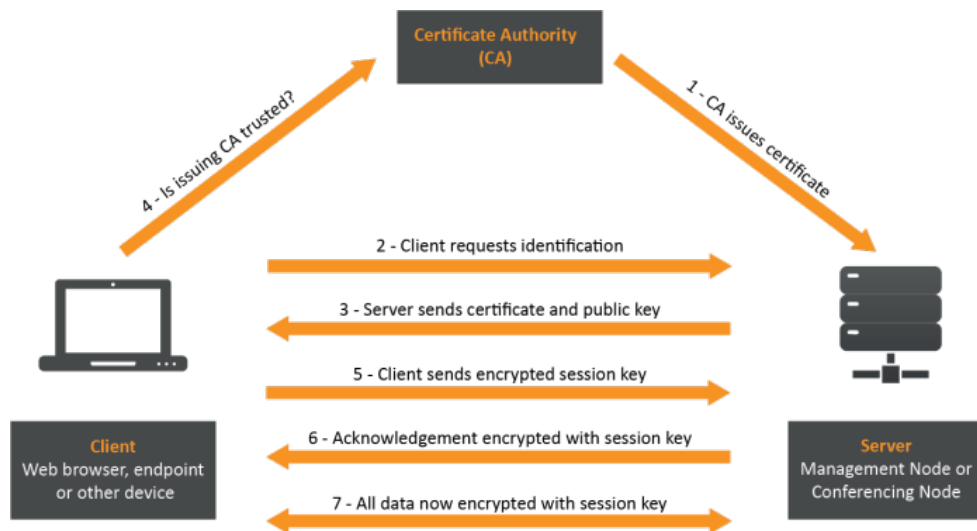 Certificate Authority
(CA)
4 - Is issuing CA trusted?
1 - CA issues certificate
2 - Client requests identification
3 - Server sends certificate and public key
5 - Client sends encrypted session key
6 - Acknowledgement encrypted with session key
7 - All data now encrypted with session key
Client
Web browser, endpoint
or other device
Server
Management Node or
Conferencing Node